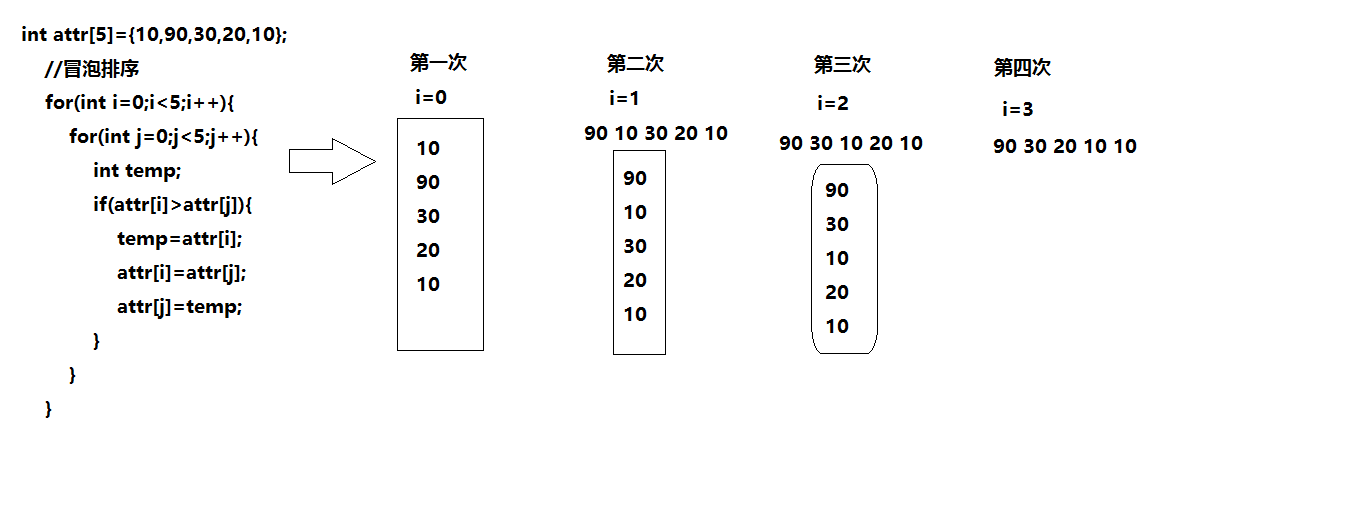 int attr[5]={10,90,30,20,10};
//冒泡排序
for(int i=0;i<5;i++){
for(int j=0;j<5;j++){
int temp;
if(attr[i]>attr[j]){
temp=attr[i];
attr[i]=attr[j];
attr[j]=temp;
}
}
}
第一次
i=0
10
90
30
20
10
第二次
i=1
90 10 30 20 10
90
10
30
20
10
第三次
i=2
90 30 10 20 10
90
30
10
20
10
第四次
i=3
90 30 20 10 10